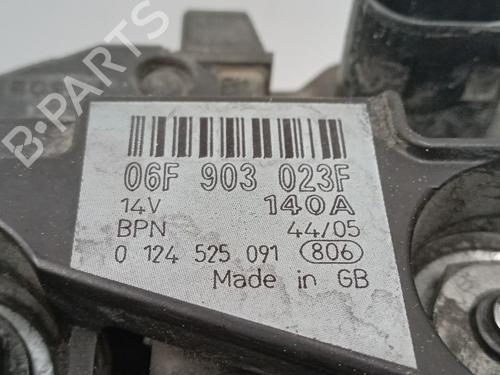 B-PARTS
06F 903 023F
14V 140A
BPN 44/05
0 124 525 091 806
Made in GB